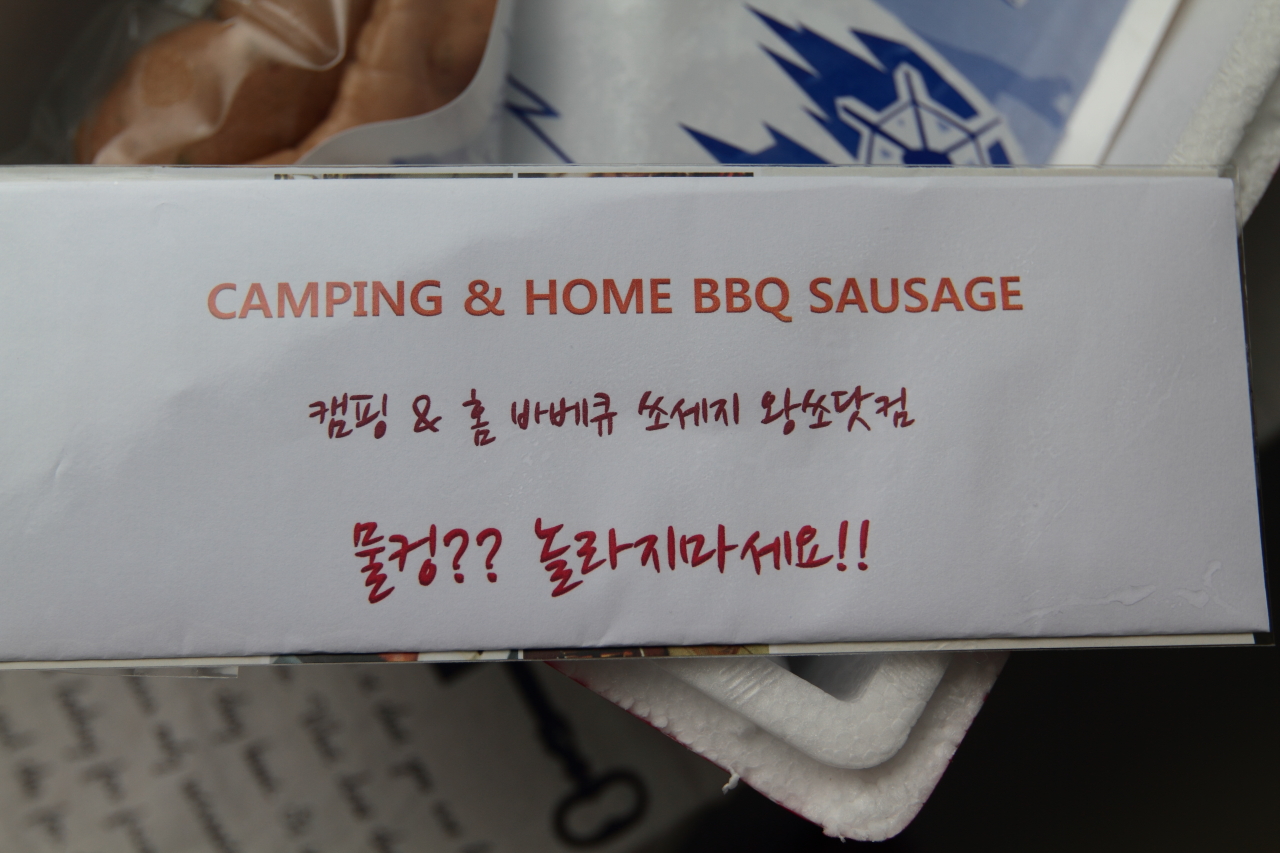 CAMPING & HOME BBQ SAUSAGE
캠핑 & 홈 바베큐 쏘세지 왕쏘닷컴
물컹?? 놀라지마세요!!